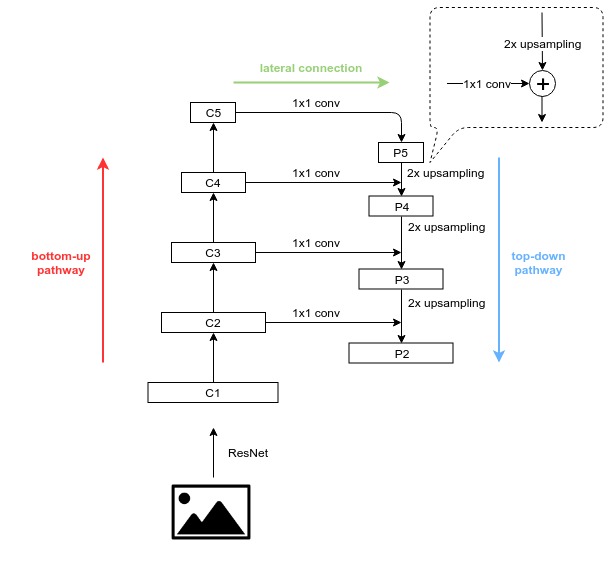 2x upsampling
1x1 conv
+
lateral connection
C5
1x1 conv
P5
C4
1x1 conv
2x upsampling
P4
2x upsampling
C3
1x1 conv
bottom-up
pathway
top-down
pathway
P3
2x upsampling
C2
1x1 conv
P2
C1
ResNet